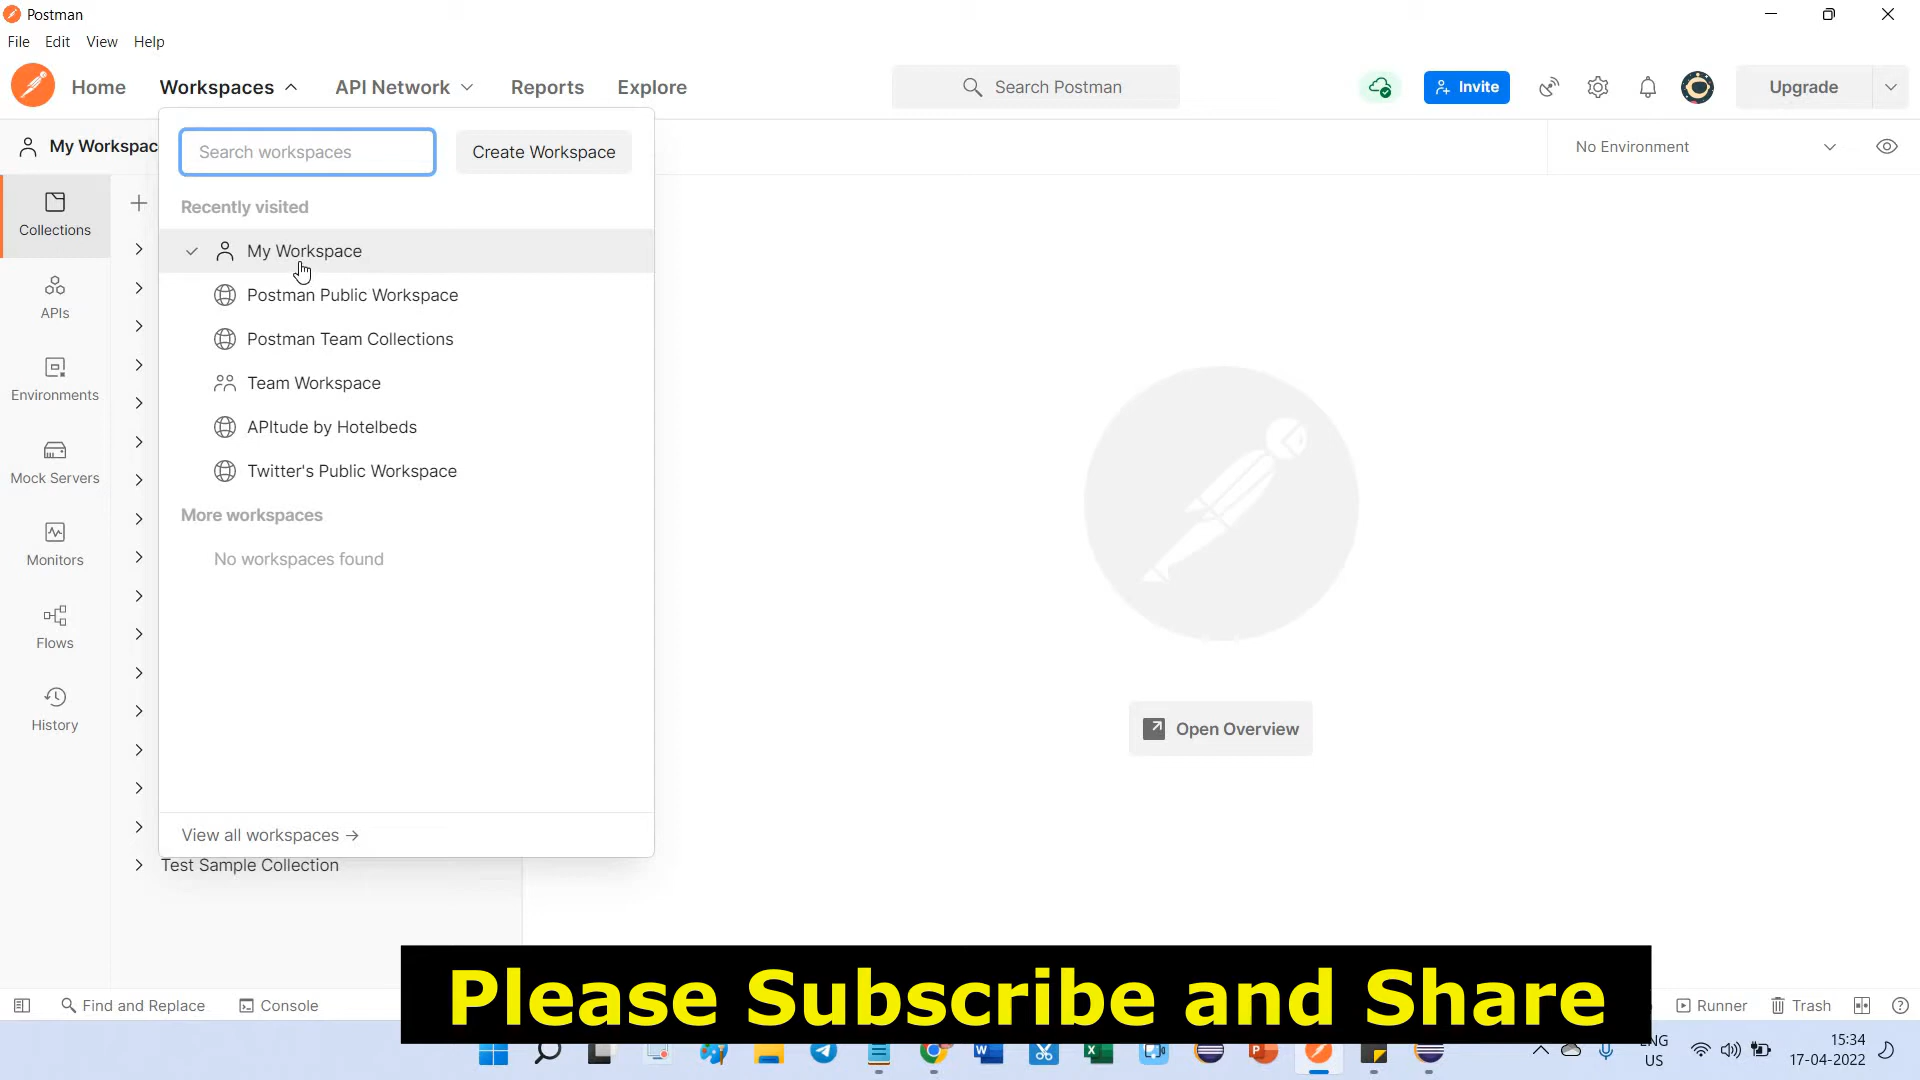 Postman
File Edit View Help
Home Workspaces API Network Reports Explore Search Postman Invite Upgrade
My Workspac No Environment
Search workspaces Create Workspace
Recently visited
My Workspace
Postman Public Workspace
Postman Team Collections
Team Workspace
APItude by Hotelbeds
Twitter's Public Workspace
More workspaces
No workspaces found
View all workspaces →
Collections
APIs
Environments
Mock Servers
Monitors
Flows
History
Test Sample Collection
Open Overview
Please Subscribe and Share
Find and Replace Console Runner Trash
ENG
US
15:34
17-04-2022